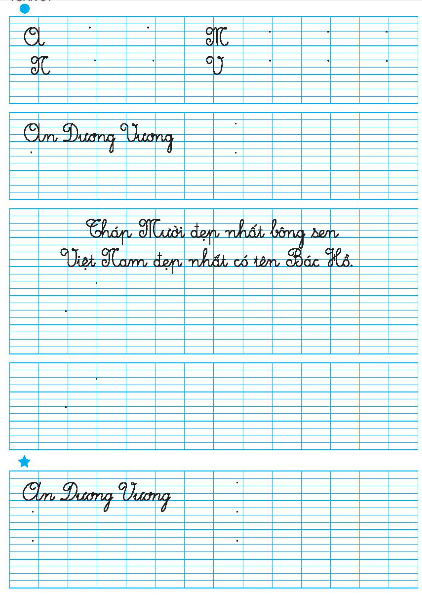 A M
N V
An Dương Vương
Tháp Mười đẹp nhất bông sen
Việt Nam đẹp nhất có tên Bác Hồ.
An Dương Vương